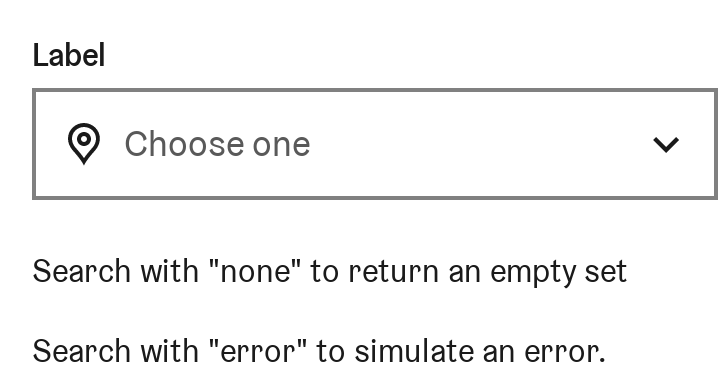 Label
Choose one
Search with "none" to return an empty set
Search with "error" to simulate an error.